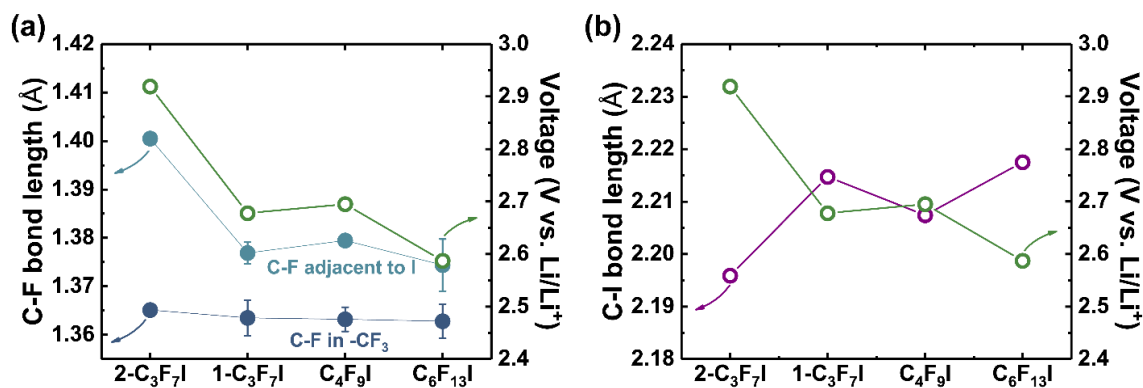 (a)
1.42
1.41
1.40
1.39
1.38
1.37
1.36
C-F bond length (Å)
C-F adjacent to I
C-F in -CF₃
3.0
2.9
2.8
2.7
2.6
2.5
2.4
Voltage (V vs. Li/Li⁺)
2-C₃F₇I 1-C₃F₇I C₄F₉I C₆F₁₃I
(b)
2.24
2.23
2.22
2.21
2.20
2.19
2.18
C-I bond length (Å)
3.0
2.9
2.8
2.7
2.6
2.5
2.4
Voltage (V vs. Li/Li⁺)
2-C₃F₇I 1-C₃F₇I C₄F₉I C₆F₁₃I